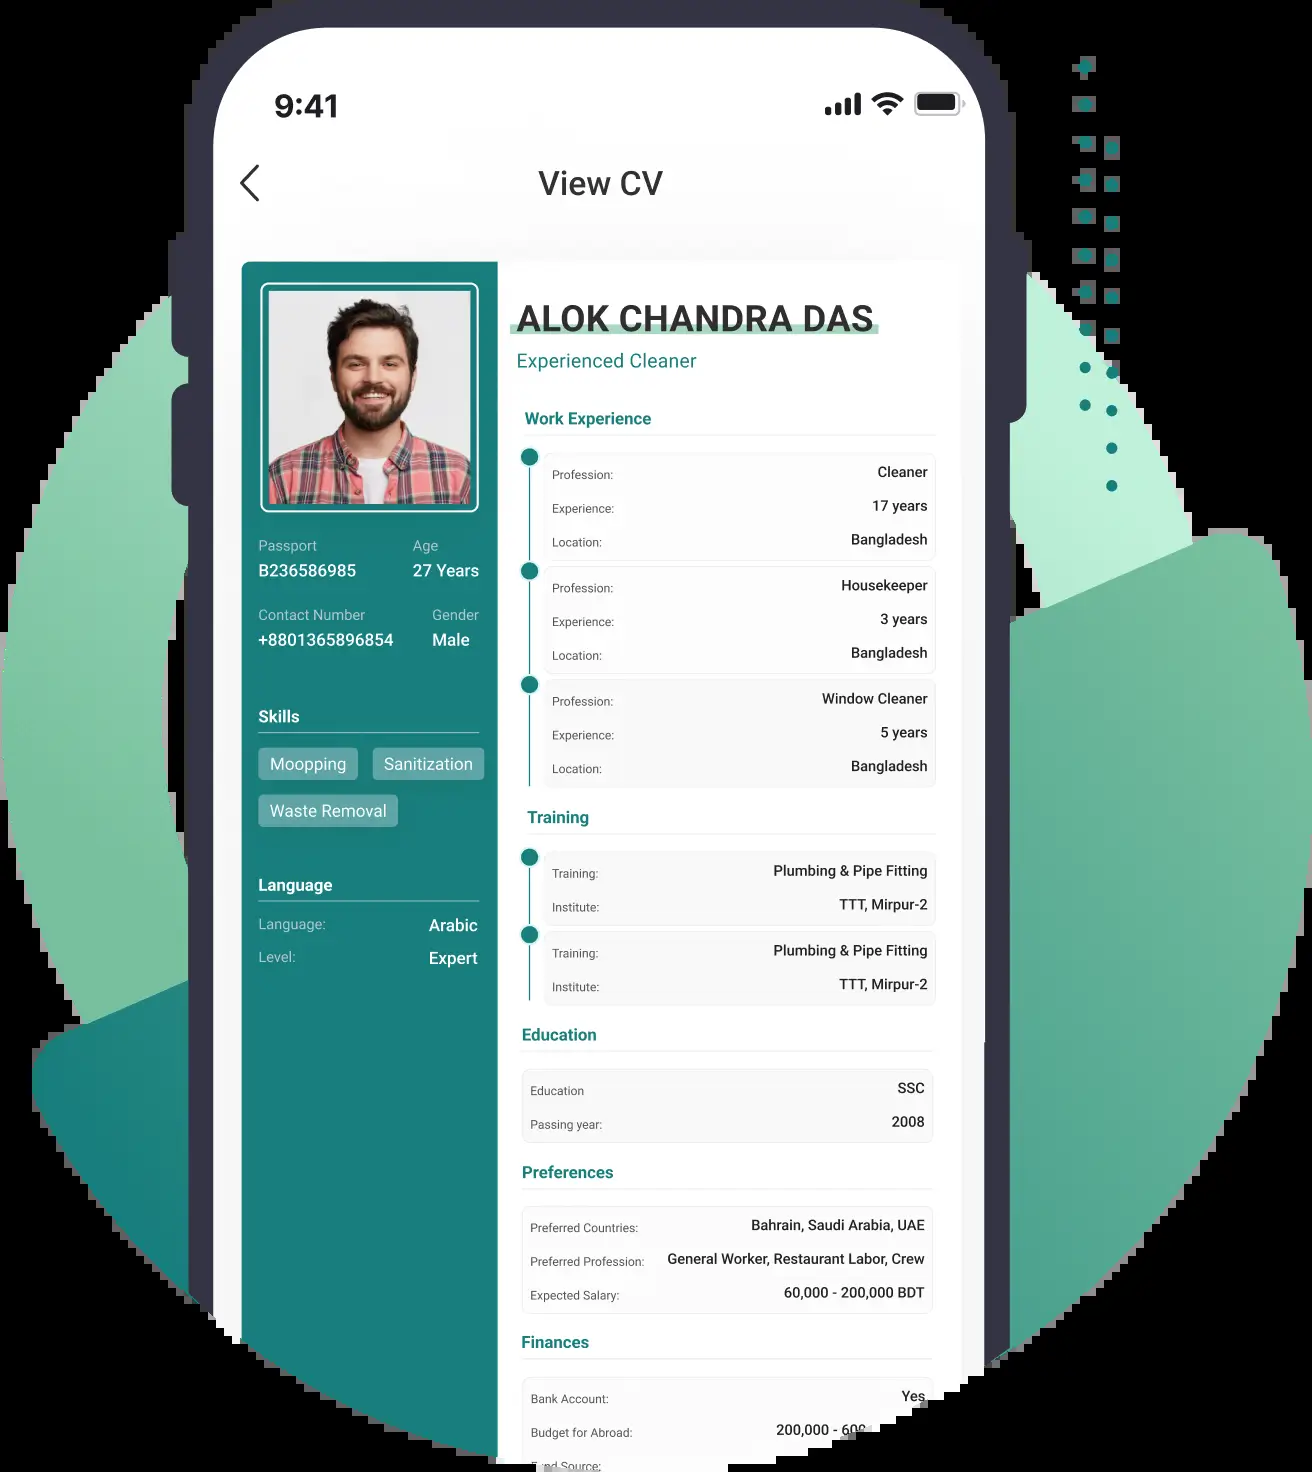 9:41
View CV
Passport Age
B236586985 27 Years
Contact Number Gender
+8801365896854 Male
Skills
Moopping Sanitization
Waste Removal
Language
Language: Arabic
Level: Expert
ALOK CHANDRA DAS
Experienced Cleaner
Work Experience
Profession: Cleaner
Experience: 17 years
Location: Bangladesh
Profession: Housekeeper
Experience: 3 years
Location: Bangladesh
Profession: Window Cleaner
Experience: 5 years
Location: Bangladesh
Training
Training: Plumbing & Pipe Fitting
Institute: TTT, Mirpur-2
Training: Plumbing & Pipe Fitting
Institute: TTT, Mirpur-2
Education
Education SSC
Passing year: 2008
Preferences
Preferred Countries: Bahrain, Saudi Arabia, UAE
Preferred Profession: General Worker, Restaurant Labor, Crew
Expected Salary: 60,000 - 200,000 BDT
Finances
Bank Account: Yes
Budget for Abroad: 200,000 -
Source: